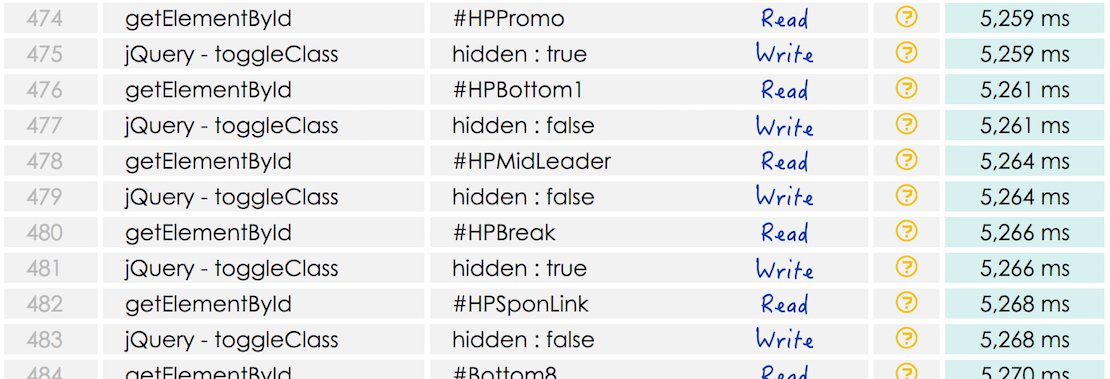 474 getElementById #HPPromo Read ? 5,259 ms
475 jQuery - toggleClass hidden : true Write ? 5,259 ms
476 getElementById #HPBottom1 Read ? 5,261 ms
477 jQuery - toggleClass hidden : false Write ? 5,261 ms
478 getElementById #HPMidLeader Read ? 5,264 ms
479 jQuery - toggleClass hidden : false Write ? 5,264 ms
480 getElementById #HPBreak Read ? 5,266 ms
481 jQuery - toggleClass hidden : true Write ? 5,266 ms
482 getElementById #HPSponLink Read ? 5,268 ms
483 jQuery - toggleClass hidden : false Write ? 5,268 ms
484 getElementById #Bottom8 Read ? 5,270 ms